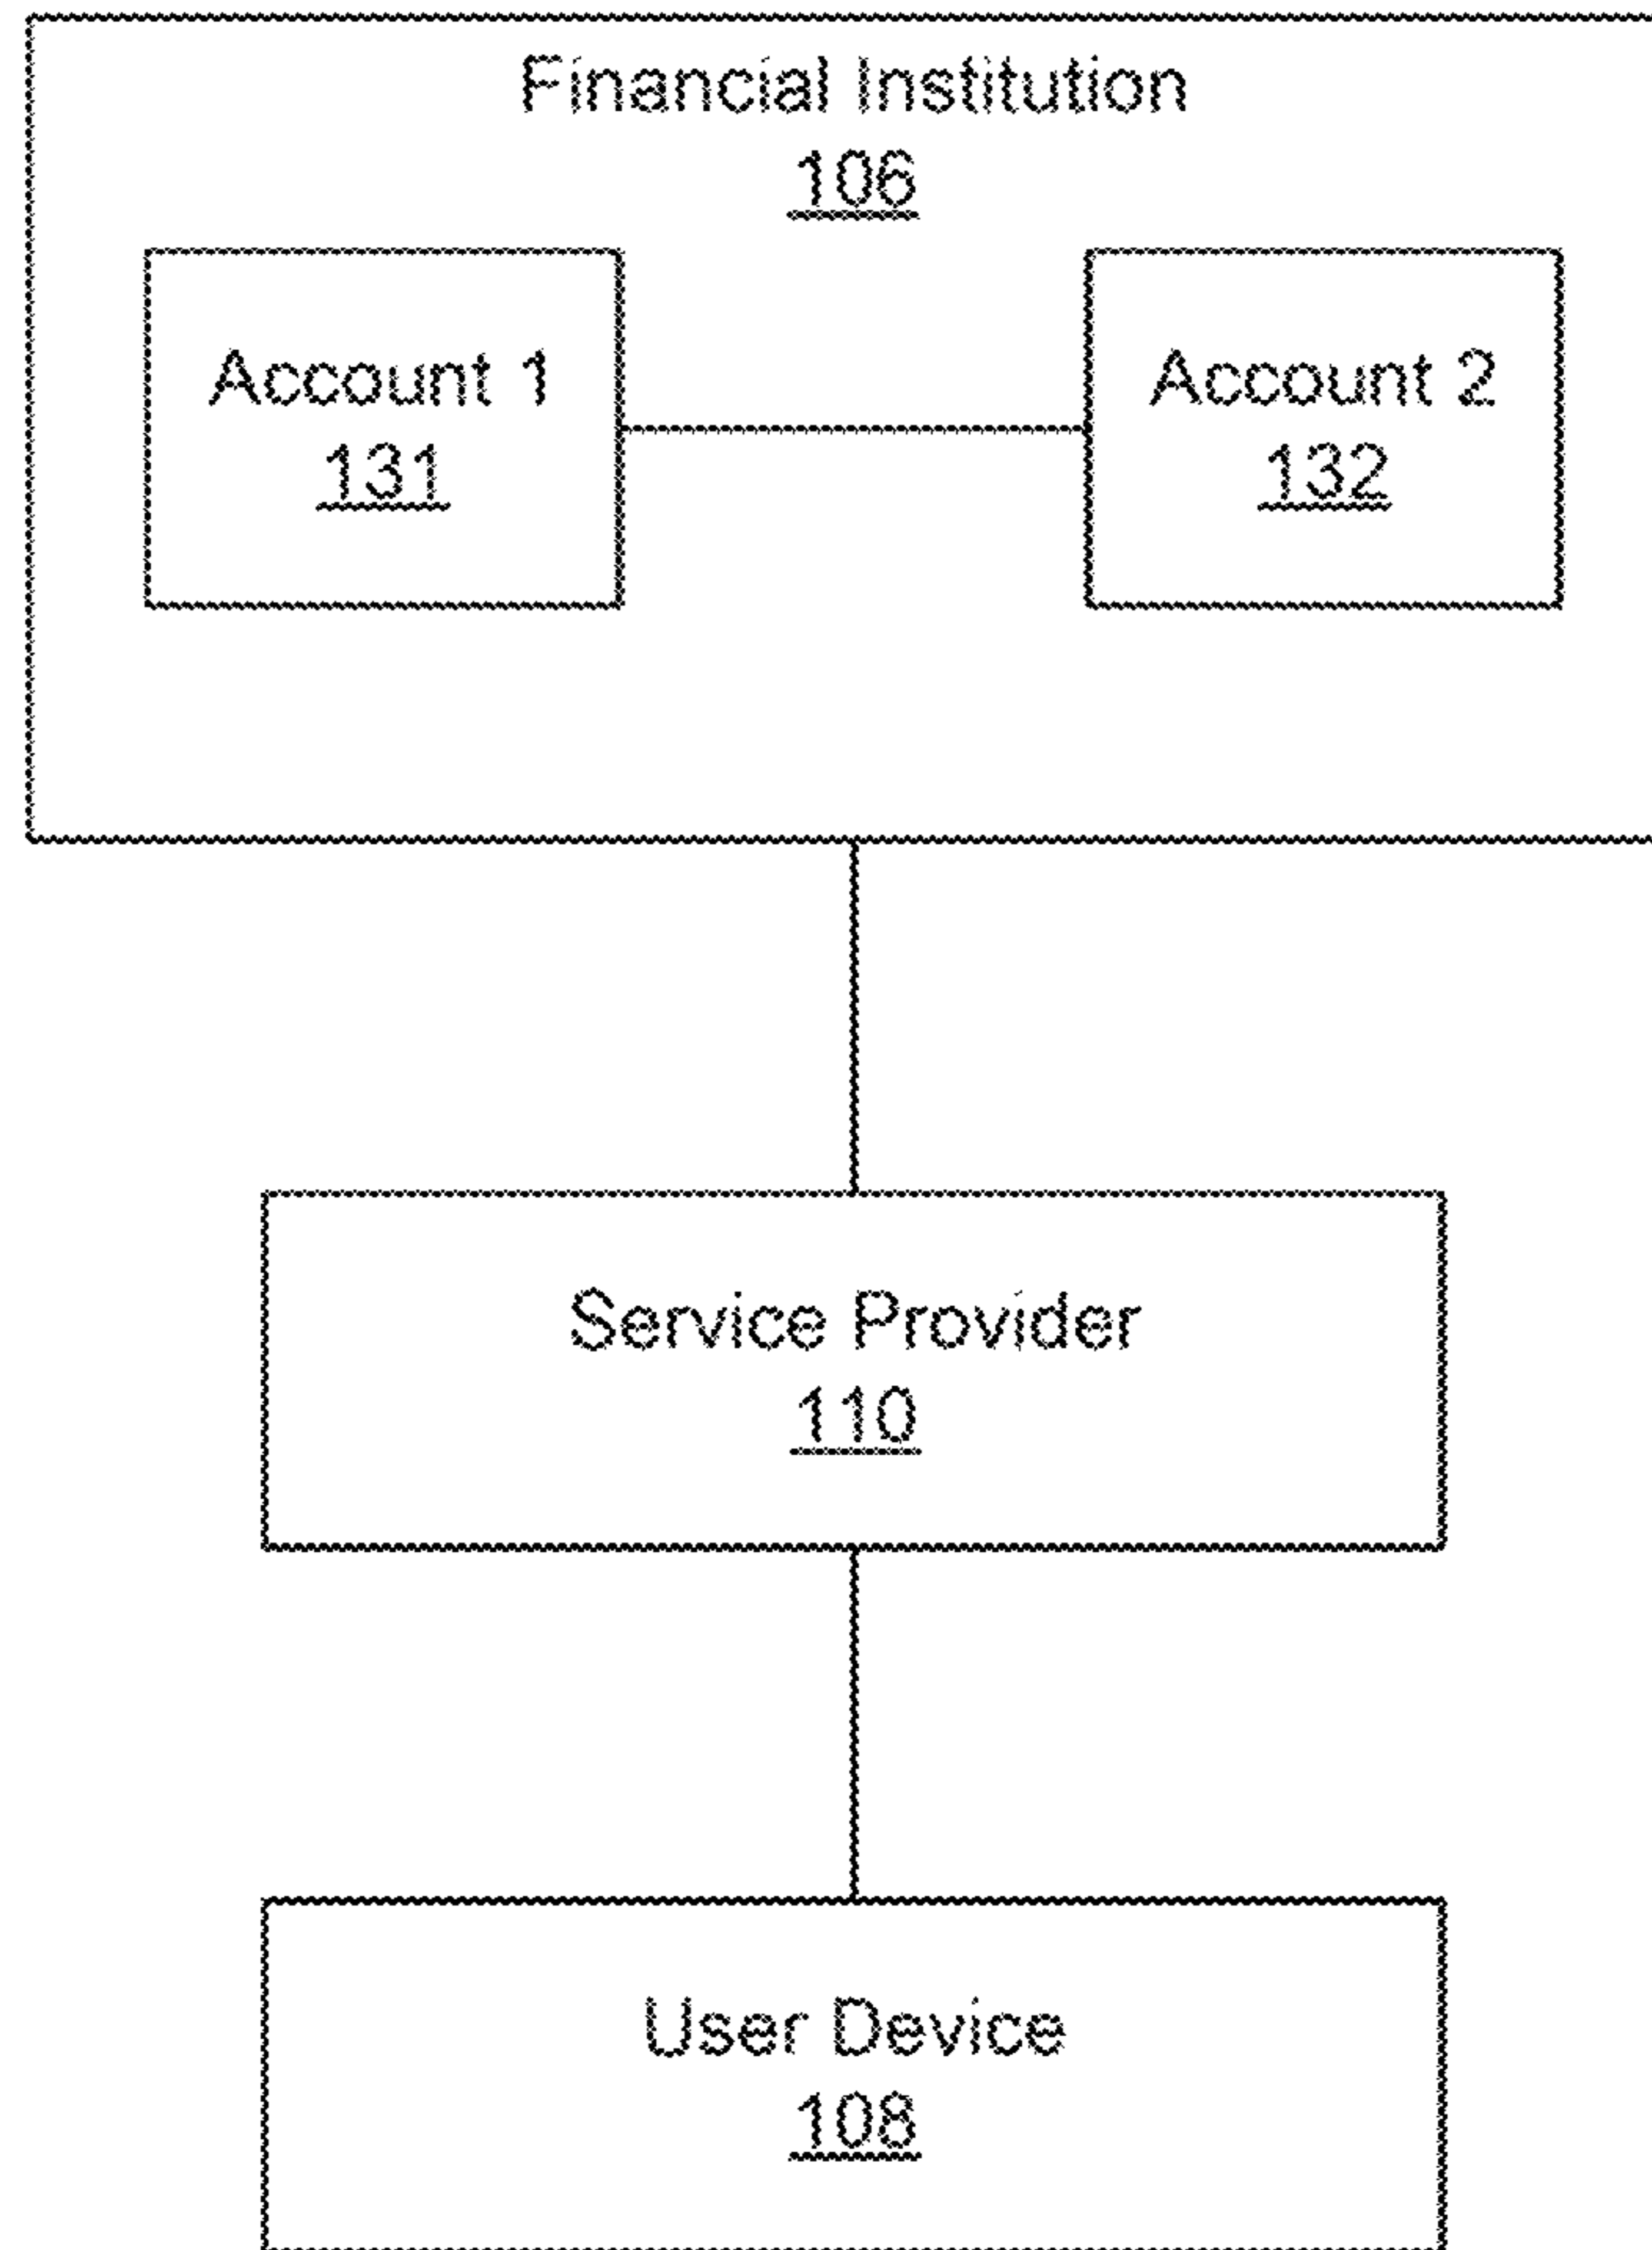 Financial Institution
106
Account 1
131
Account 2
132
Service Provider
110
User Device
108